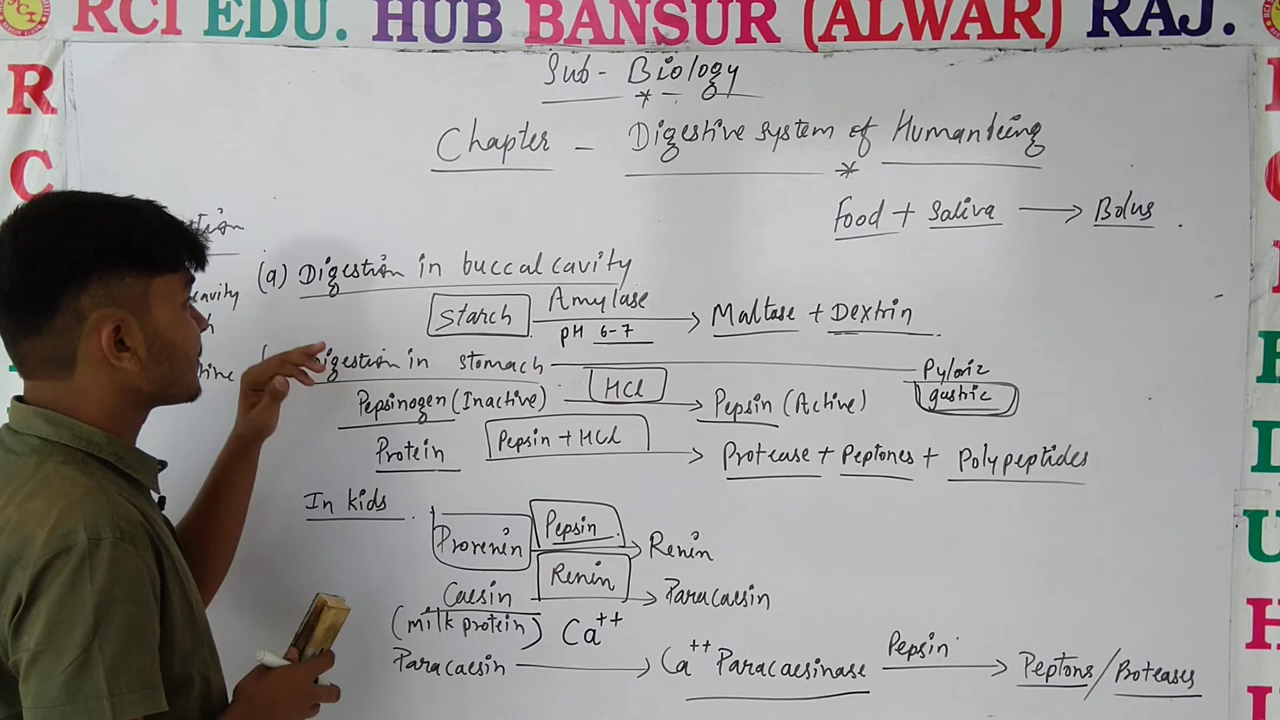 RCI EDU. HUB BANSUR (ALWAR) RAJ.
Sub - Biology
Chapter - Digestive system of Humanbeing
Food + Saliva → Bolus .
(a) Digestion in buccal cavity
Starch Amylase pH 6-7 → Maltase + Dextrin
Digestion in stomach Pyloric gastric
Pepsinogen (Inactive) HCl → Pepsin (Active)
Protein Pepsin + HCl → Protease + Peptones + Polypeptides
In kids
Prorenin Pepsin → Renin
Caesin Renin → Paracaesin
(milk protein) Ca++
Paracaesin → Ca++ Paracaesinase Pepsin → Peptons/Proteases
R
C
E
D
U
H